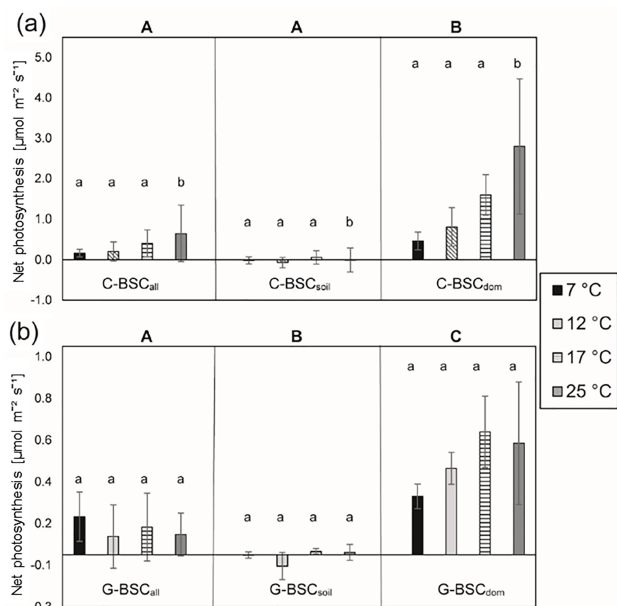 (a)
A A B
Net photosynthesis [µmol m⁻² s⁻¹]
5.0
4.0
3.0
2.0
1.0
0.0
-1.0
a a a b
a a a b
a a a b
C-BSCall
C-BSCsoil
C-BSCdom
7 °C
12 °C
17 °C
25 °C
(b)
A B C
Net photosynthesis [µmol m⁻² s⁻¹]
1.0
0.8
0.6
0.4
0.2
-0.1
0.3
a a a a
a a a a
a a a a
G-BSCall
G-BSCsoil
G-BSCdom